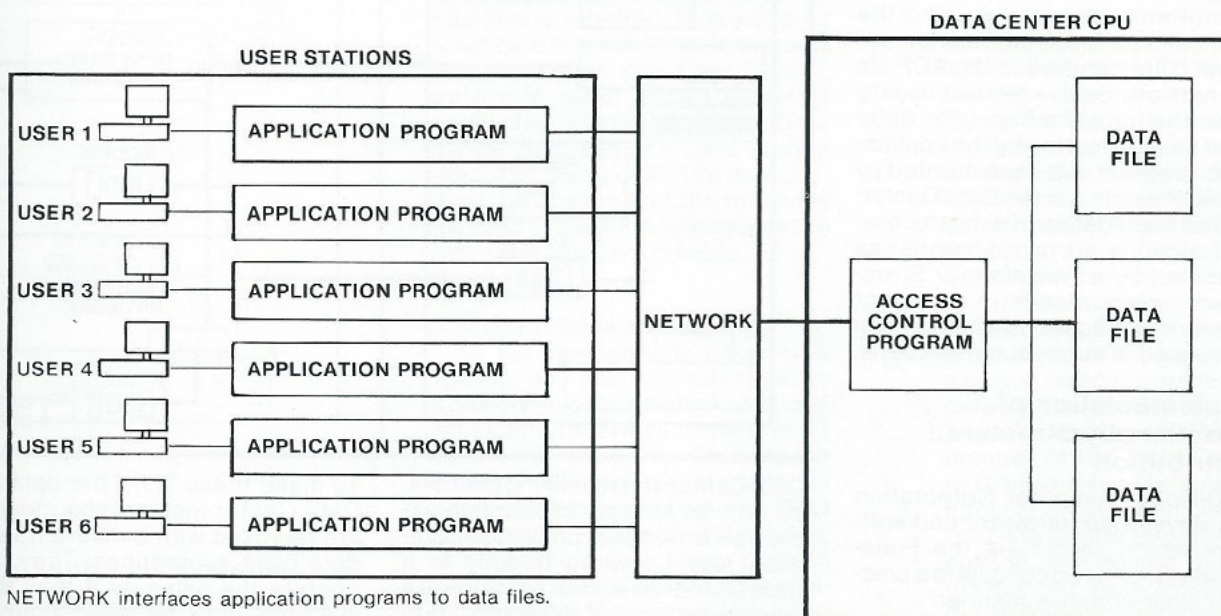 DATA CENTER CPU
USER STATIONS
USER 1
APPLICATION PROGRAM
USER 2
APPLICATION PROGRAM
USER 3
APPLICATION PROGRAM
USER 4
APPLICATION PROGRAM
USER 5
APPLICATION PROGRAM
USER 6
APPLICATION PROGRAM
NETWORK
ACCESS
CONTROL
PROGRAM
DATA
FILE
DATA
FILE
DATA
FILE
NETWORK interfaces application programs to data files.